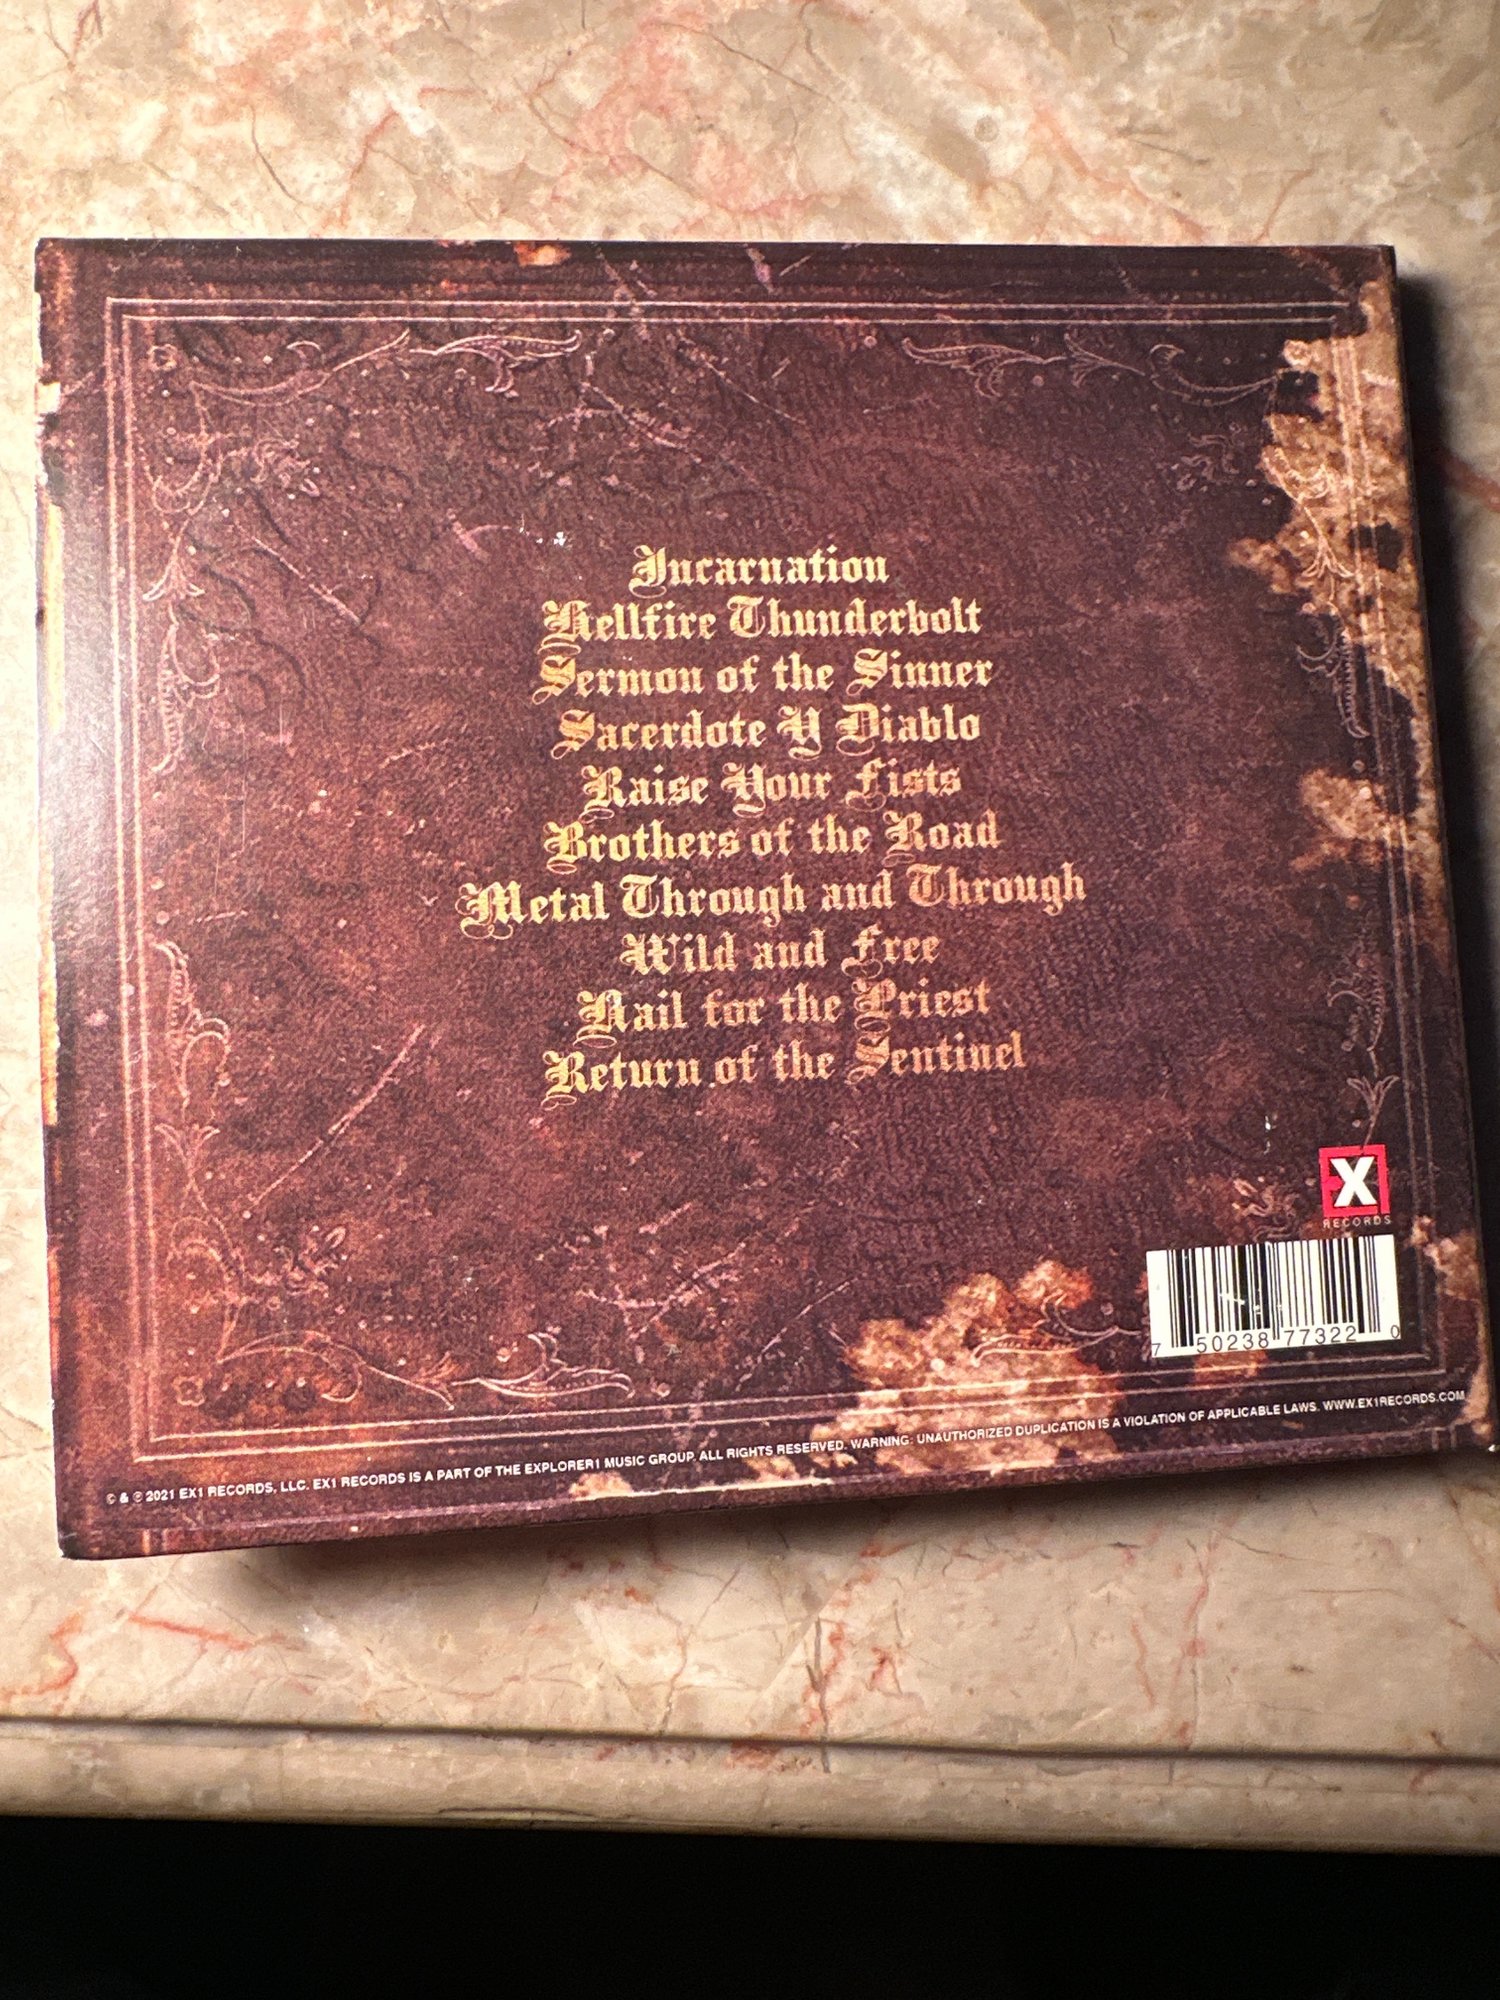 Incarnation
Hellfire Thunderbolt
Sermon of the Sinner
Sacerdote Y Diablo
Raise Your Fists
Brothers of the Road
Metal Through and Through
Wild and Free
Hail for the Priest
Return of the Sentinel
EX1
RECORDS
7 50238 77322 0
© & ℗ 2021 EX1 RECORDS, LLC. EX1 RECORDS IS A PART OF THE EXPLORER1 MUSIC GROUP. ALL RIGHTS RESERVED. WARNING: UNAUTHORIZED DUPLICATION IS A VIOLATION OF APPLICABLE LAWS. WWW.EX1RECORDS.COM